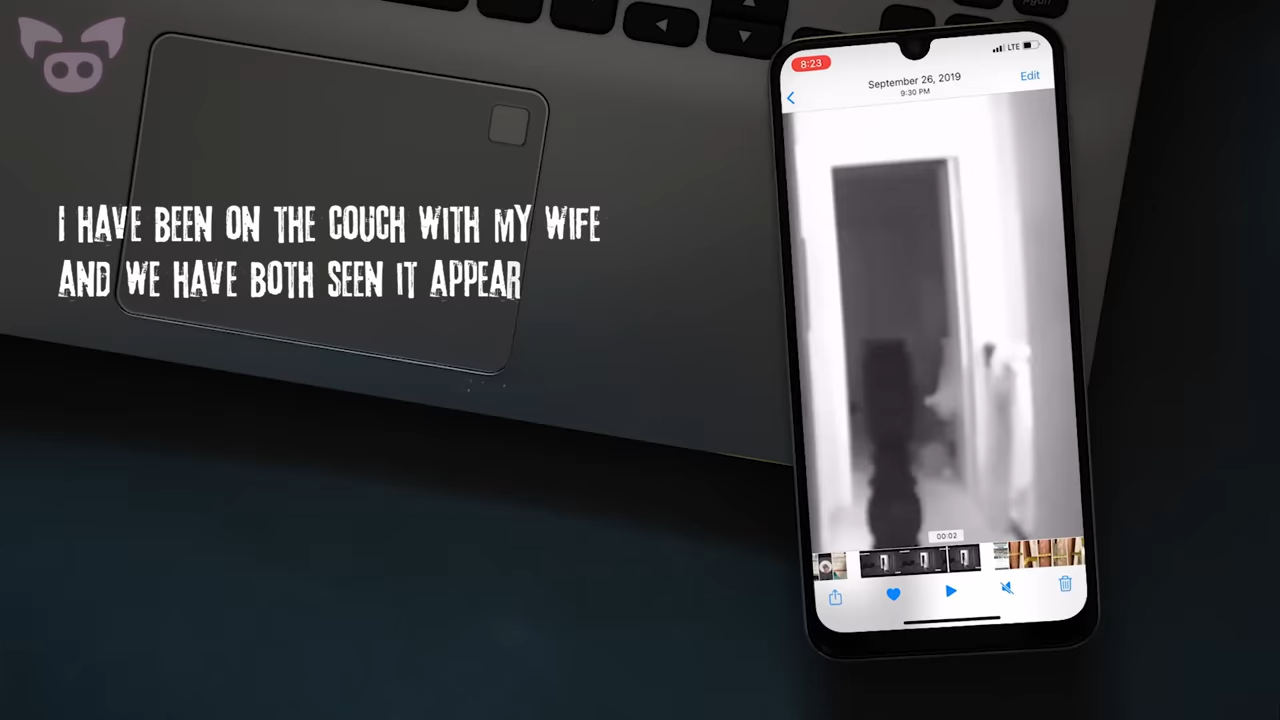 I HAVE BEEN ON THE COUCH WITH MY WIFE
AND WE HAVE BOTH SEEN IT APPEAR
8:23
LTE
September 26, 2019
9:30 PM
Edit
00:02